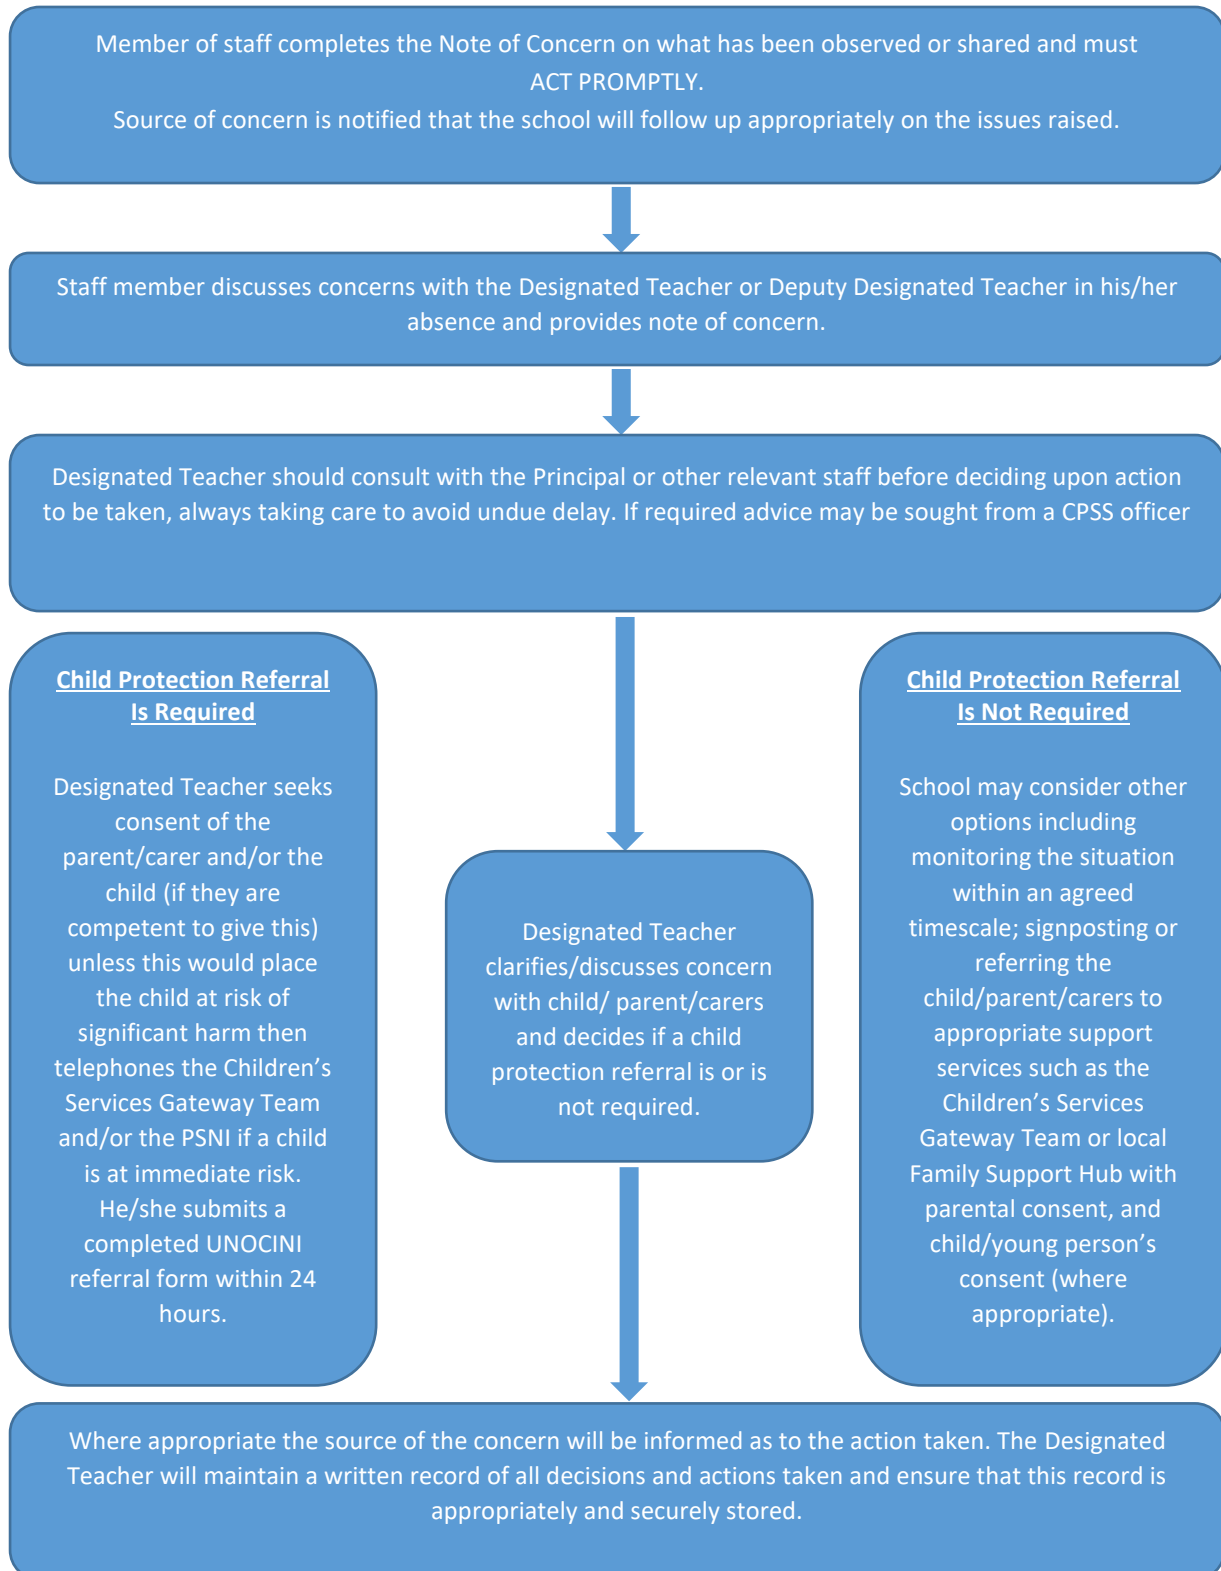 Member of staff completes the Note of Concern on what has been observed or shared and must
ACT PROMPTLY.
Source of concern is notified that the school will follow up appropriately on the issues raised.
Staff member discusses concerns with the Designated Teacher or Deputy Designated Teacher in his/her
absence and provides note of concern.
Designated Teacher should consult with the Principal or other relevant staff before deciding upon action
to be taken, always taking care to avoid undue delay. If required advice may be sought from a CPSS officer
Child Protection Referral
Is Required
Designated Teacher seeks
consent of the
parent/carer and/or the
child (if they are
competent to give this)
unless this would place
the child at risk of
significant harm then
telephones the Children’s
Services Gateway Team
and/or the PSNI if a child
is at immediate risk.
He/she submits a
completed UNOCINI
referral form within 24
hours.
Designated Teacher
clarifies/discusses concern
with child/ parent/carers
and decides if a child
protection referral is or is
not required.
Child Protection Referral
Is Not Required
School may consider other
options including
monitoring the situation
within an agreed
timescale; signposting or
referring the
child/parent/carers to
appropriate support
services such as the
Children’s Services
Gateway Team or local
Family Support Hub with
parental consent, and
child/young person’s
consent (where
appropriate).
Where appropriate the source of the concern will be informed as to the action taken. The Designated
Teacher will maintain a written record of all decisions and actions taken and ensure that this record is
appropriately and securely stored.